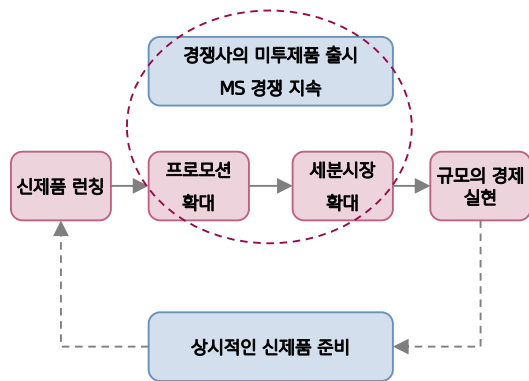 경쟁사의 미투제품 출시
MS 경쟁 지속
신제품 런칭
프로모션
확대
세분시장
확대
규모의 경제
실현
상시적인 신제품 준비